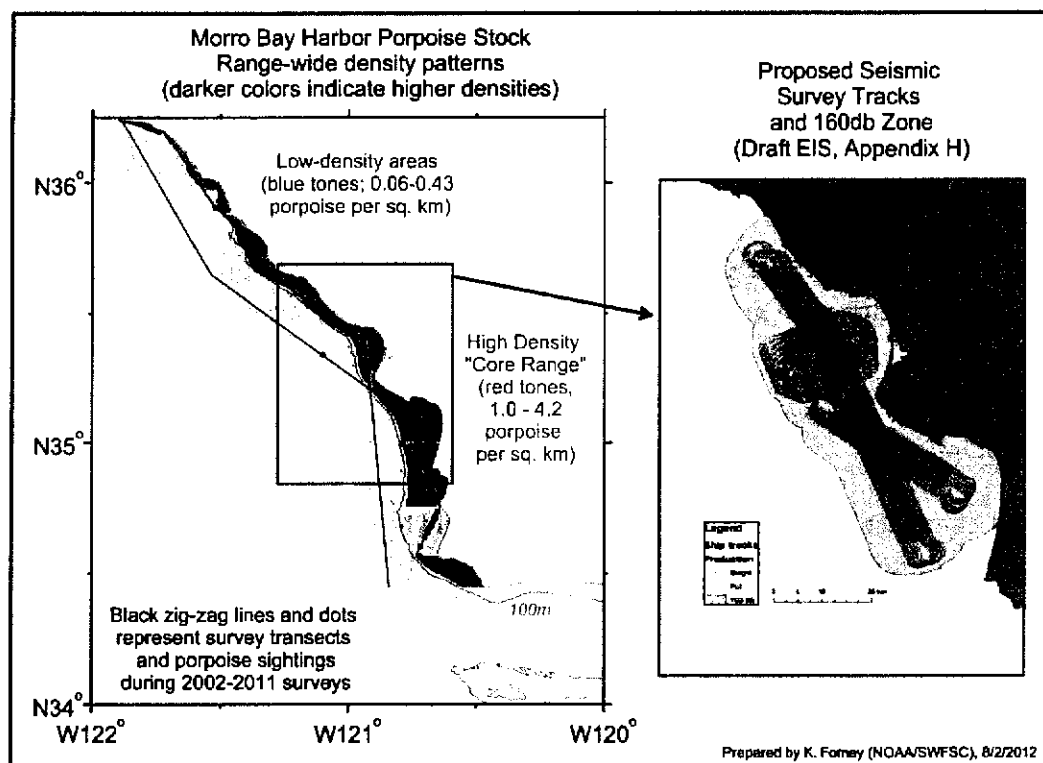 Morro Bay Harbor Porpoise Stock
Range-wide density patterns
(darker colors indicate higher densities)
Proposed Seismic
Survey Tracks
and 160db Zone
(Draft EIS, Appendix H)
N36°
Low-density areas
(blue tones; 0.06-0.43
porpoise per sq. km)
High Density
"Core Range"
(red tones,
1.0 - 4.2
porpoise
per sq. km)
N35°
Black zig-zag lines and dots
represent survey transects
and porpoise sightings
during 2002-2011 surveys
100m
N34°
W122°
W121°
W120°
Legend
Ship tracks
Production
Prepared by K. Forney (NOAA/SWFSC), 8/2/2012